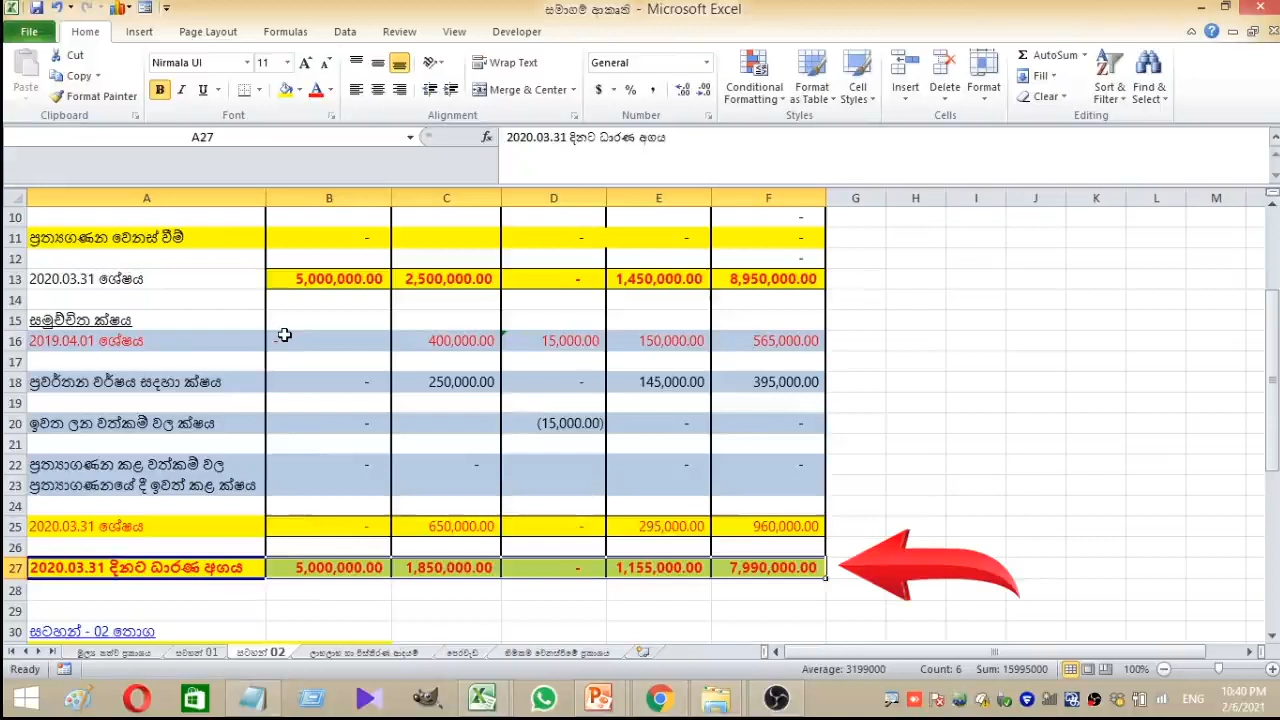 සමාගම් ආකෘති - Microsoft Excel
File Home Insert Page Layout Formulas Data Review View Developer
Cut
Copy
Format Painter
Paste
Nirmala UI 11
B I U
Wrap Text
Merge & Center
General
$ % ,
Conditional Formatting
Format as Table
Cell Styles
Insert Delete Format
AutoSum
Fill
Clear
Sort & Filter
Find & Select
Clipboard Font Alignment Number Styles Cells Editing
A27 fx 2020.03.31 දිනට ධාරණ අගය
A B C D E F G H I J K L M
10 -
11 ප්‍රත්‍යගණන වෙනස් වීම් - - - -
12 -
13 2020.03.31 ශේෂය 5,000,000.00 2,500,000.00 - 1,450,000.00 8,950,000.00
14
15 සමුච්චිත ක්ෂය
16 2019.04.01 ශේෂය - 400,000.00 15,000.00 150,000.00 565,000.00
17
18 ප්‍රවර්තන වර්ෂය සදහා ක්ෂය - 250,000.00 - 145,000.00 395,000.00
19
20 ඉවත ලන වත්කම් වල ක්ෂය - (15,000.00) - -
21
22 ප්‍රත්‍යාගණන කළ වත්කම් වල - - - -
23 ප්‍රත්‍යාගණනයේ දී ඉවත් කළ ක්ෂය
24
25 2020.03.31 ශේෂය - 650,000.00 - 295,000.00 960,000.00
26
27 2020.03.31 දිනට ධාරණ අගය 5,000,000.00 1,850,000.00 - 1,155,000.00 7,990,000.00
28
29
30 සටහන් - 02 තොග
මුල්‍ය තත්ව ප්‍රකාශය සටහන් 01 සටහන් 02 ලාභාලාභ හා විස්තීරණ ආදායම් පෙරවැඩ හිමිකම් වෙනස්වීමේ ප්‍රකාශය
Ready Average: 3199000 Count: 6 Sum: 15995000 100%
ENG
10:40 PM
2/6/2021